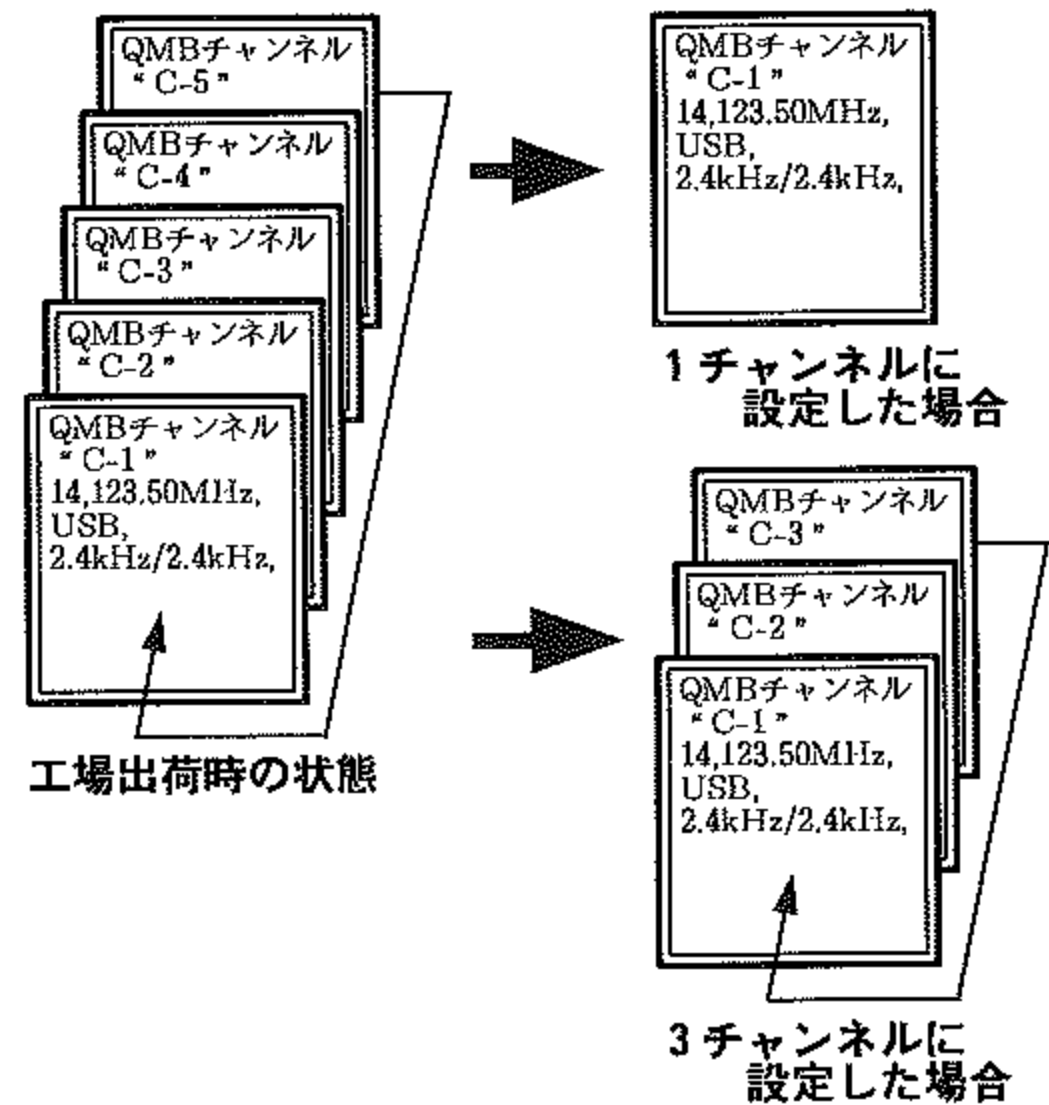 QMBチャンネル
“C-5”
QMBチャンネル
“C-4”
QMBチャンネル
“C-3”
QMBチャンネル
“C-2”
QMBチャンネル
“C-1”
14,123.50MHz,
USB,
2.4kHz/2.4kHz,
工場出荷時の状態
QMBチャンネル
“C-1”
14,123.50MHz,
USB,
2.4kHz/2.4kHz,
1チャンネルに
設定した場合
QMBチャンネル
“C-3”
QMBチャンネル
“C-2”
QMBチャンネル
“C-1”
14,123.50MHz,
USB,
2.4kHz/2.4kHz,
3チャンネルに
設定した場合